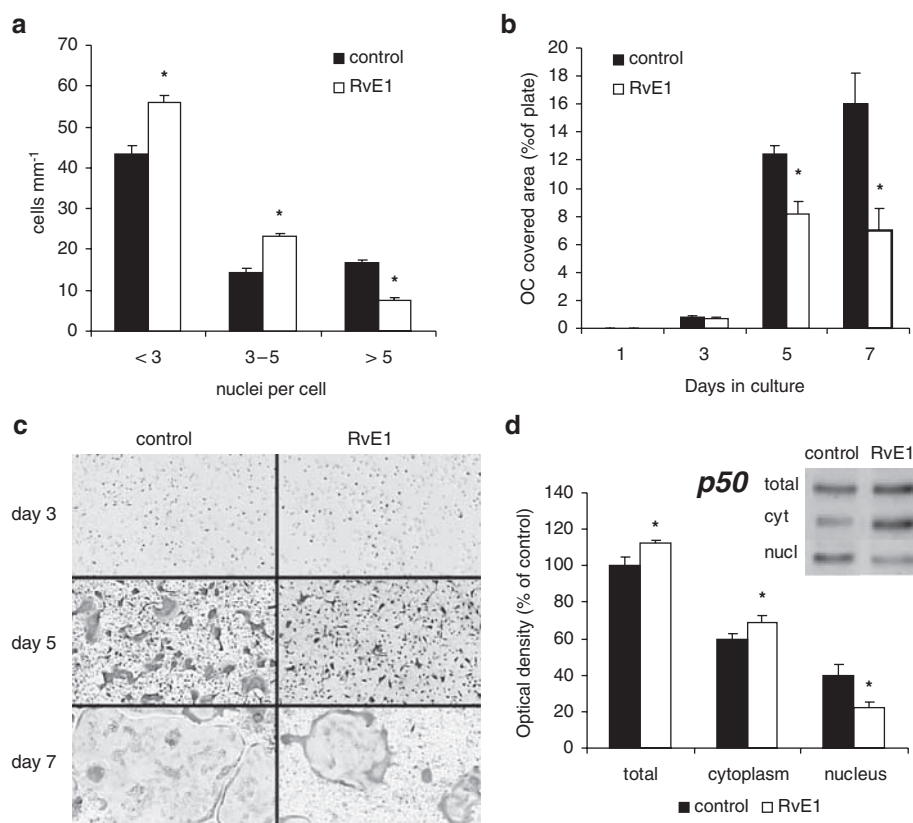 a
70
60
50
40
30
20
10
0
cells mm-1
control
RvE1
*
*
*
< 3
3–5
> 5
nuclei per cell
b
20
18
16
14
12
10
8
6
4
2
0
OC covered area (%of plate)
control
RvE1
*
*
1
3
5
7
Days in culture
c
control
RvE1
day 3
day 5
day 7
d
p50
control
RvE1
total
cyt
nucl
140
120
100
80
60
40
20
0
Optical density (% of control)
*
*
*
total
cytoplasm
nucleus
control
RvE1